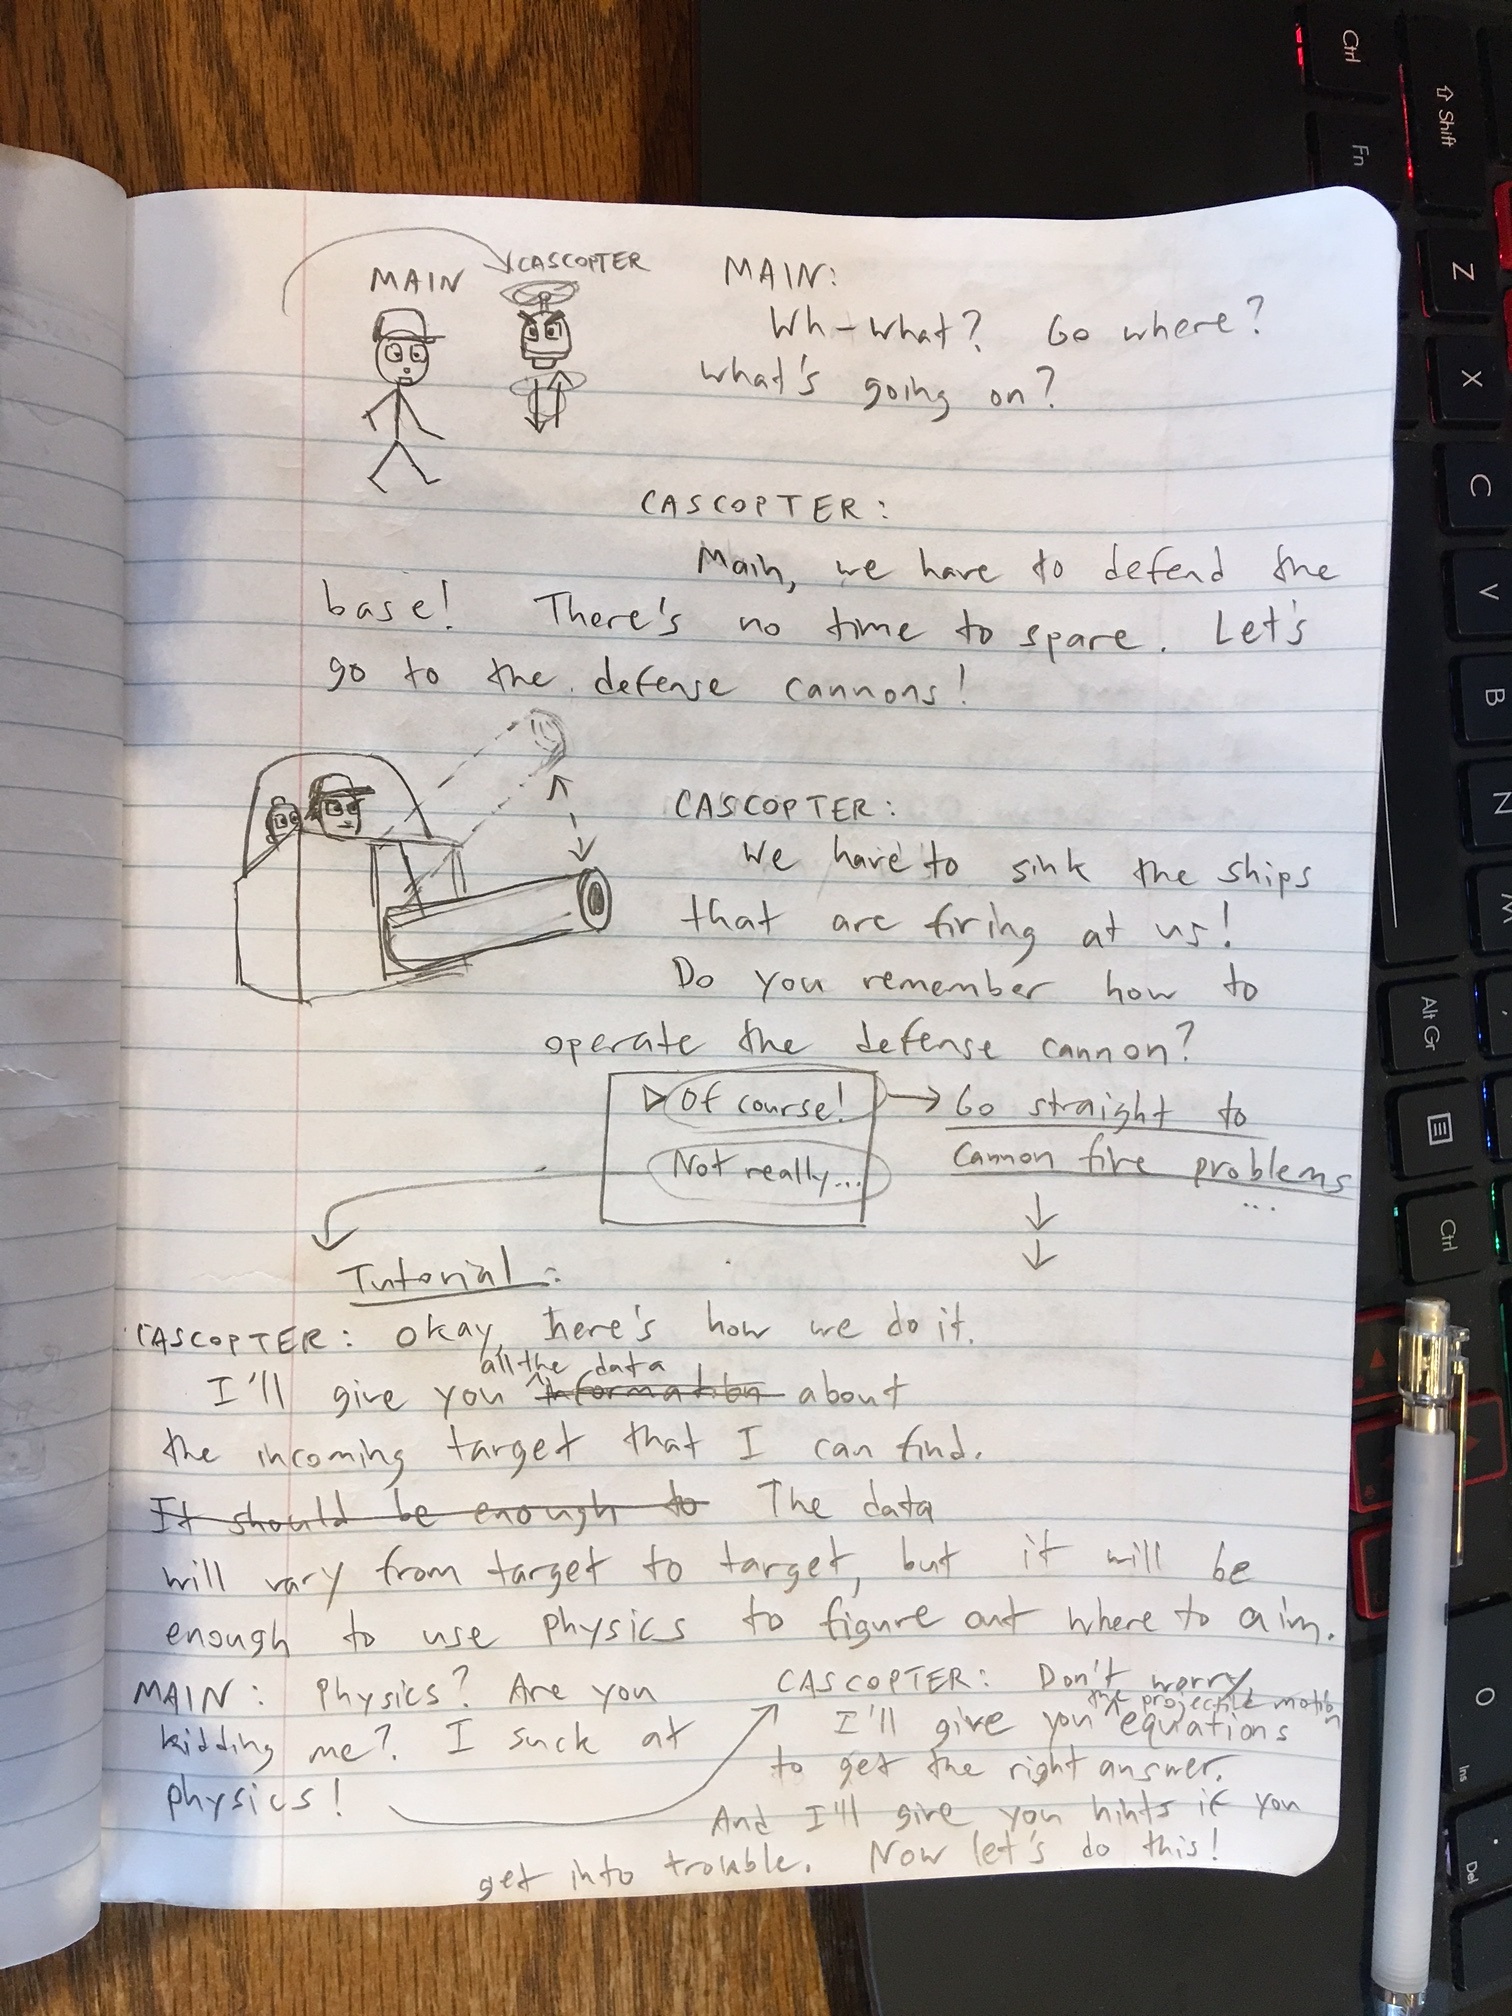 MAIN
CASCOPTER
MAIN:
Wh-what? Go where?
what's going on?
CASCOPTER:
Main, we have to defend the
base! There's no time to spare. Let's
go to the defense cannons!
CASCOPTER:
We have to sink the ships
that are firing at us!
Do you remember how to
operate the defense cannon?
Of course!
Go straight to
Cannon fire problems
...
Not really...
Tutorial:
CASCOPTER: Okay, here's how we do it.
all the data
I'll give you information about
the incoming target that I can find.
It should be enough to The data
will vary from target to target, but it will be
enough to use physics to figure out where to aim.
MAIN: Physics? Are you
kidding me? I suck at
physics!
CASCOPTER: Don't worry,
the projectile motion
I'll give you equations
to get the right answer.
And I'll give you hints if you
get into trouble. Now let's do this!
Ctrl
Shift
Fn
Z
X
C
V
B
N
M
Alt Gr
Ctrl
0
Ins
.
Del